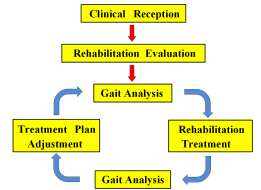 Clinical Reception
Rehabilitation Evaluation
Gait Analysis
Treatment Plan
Adjustment
Rehabilitation
Treatment
Gait Analysis